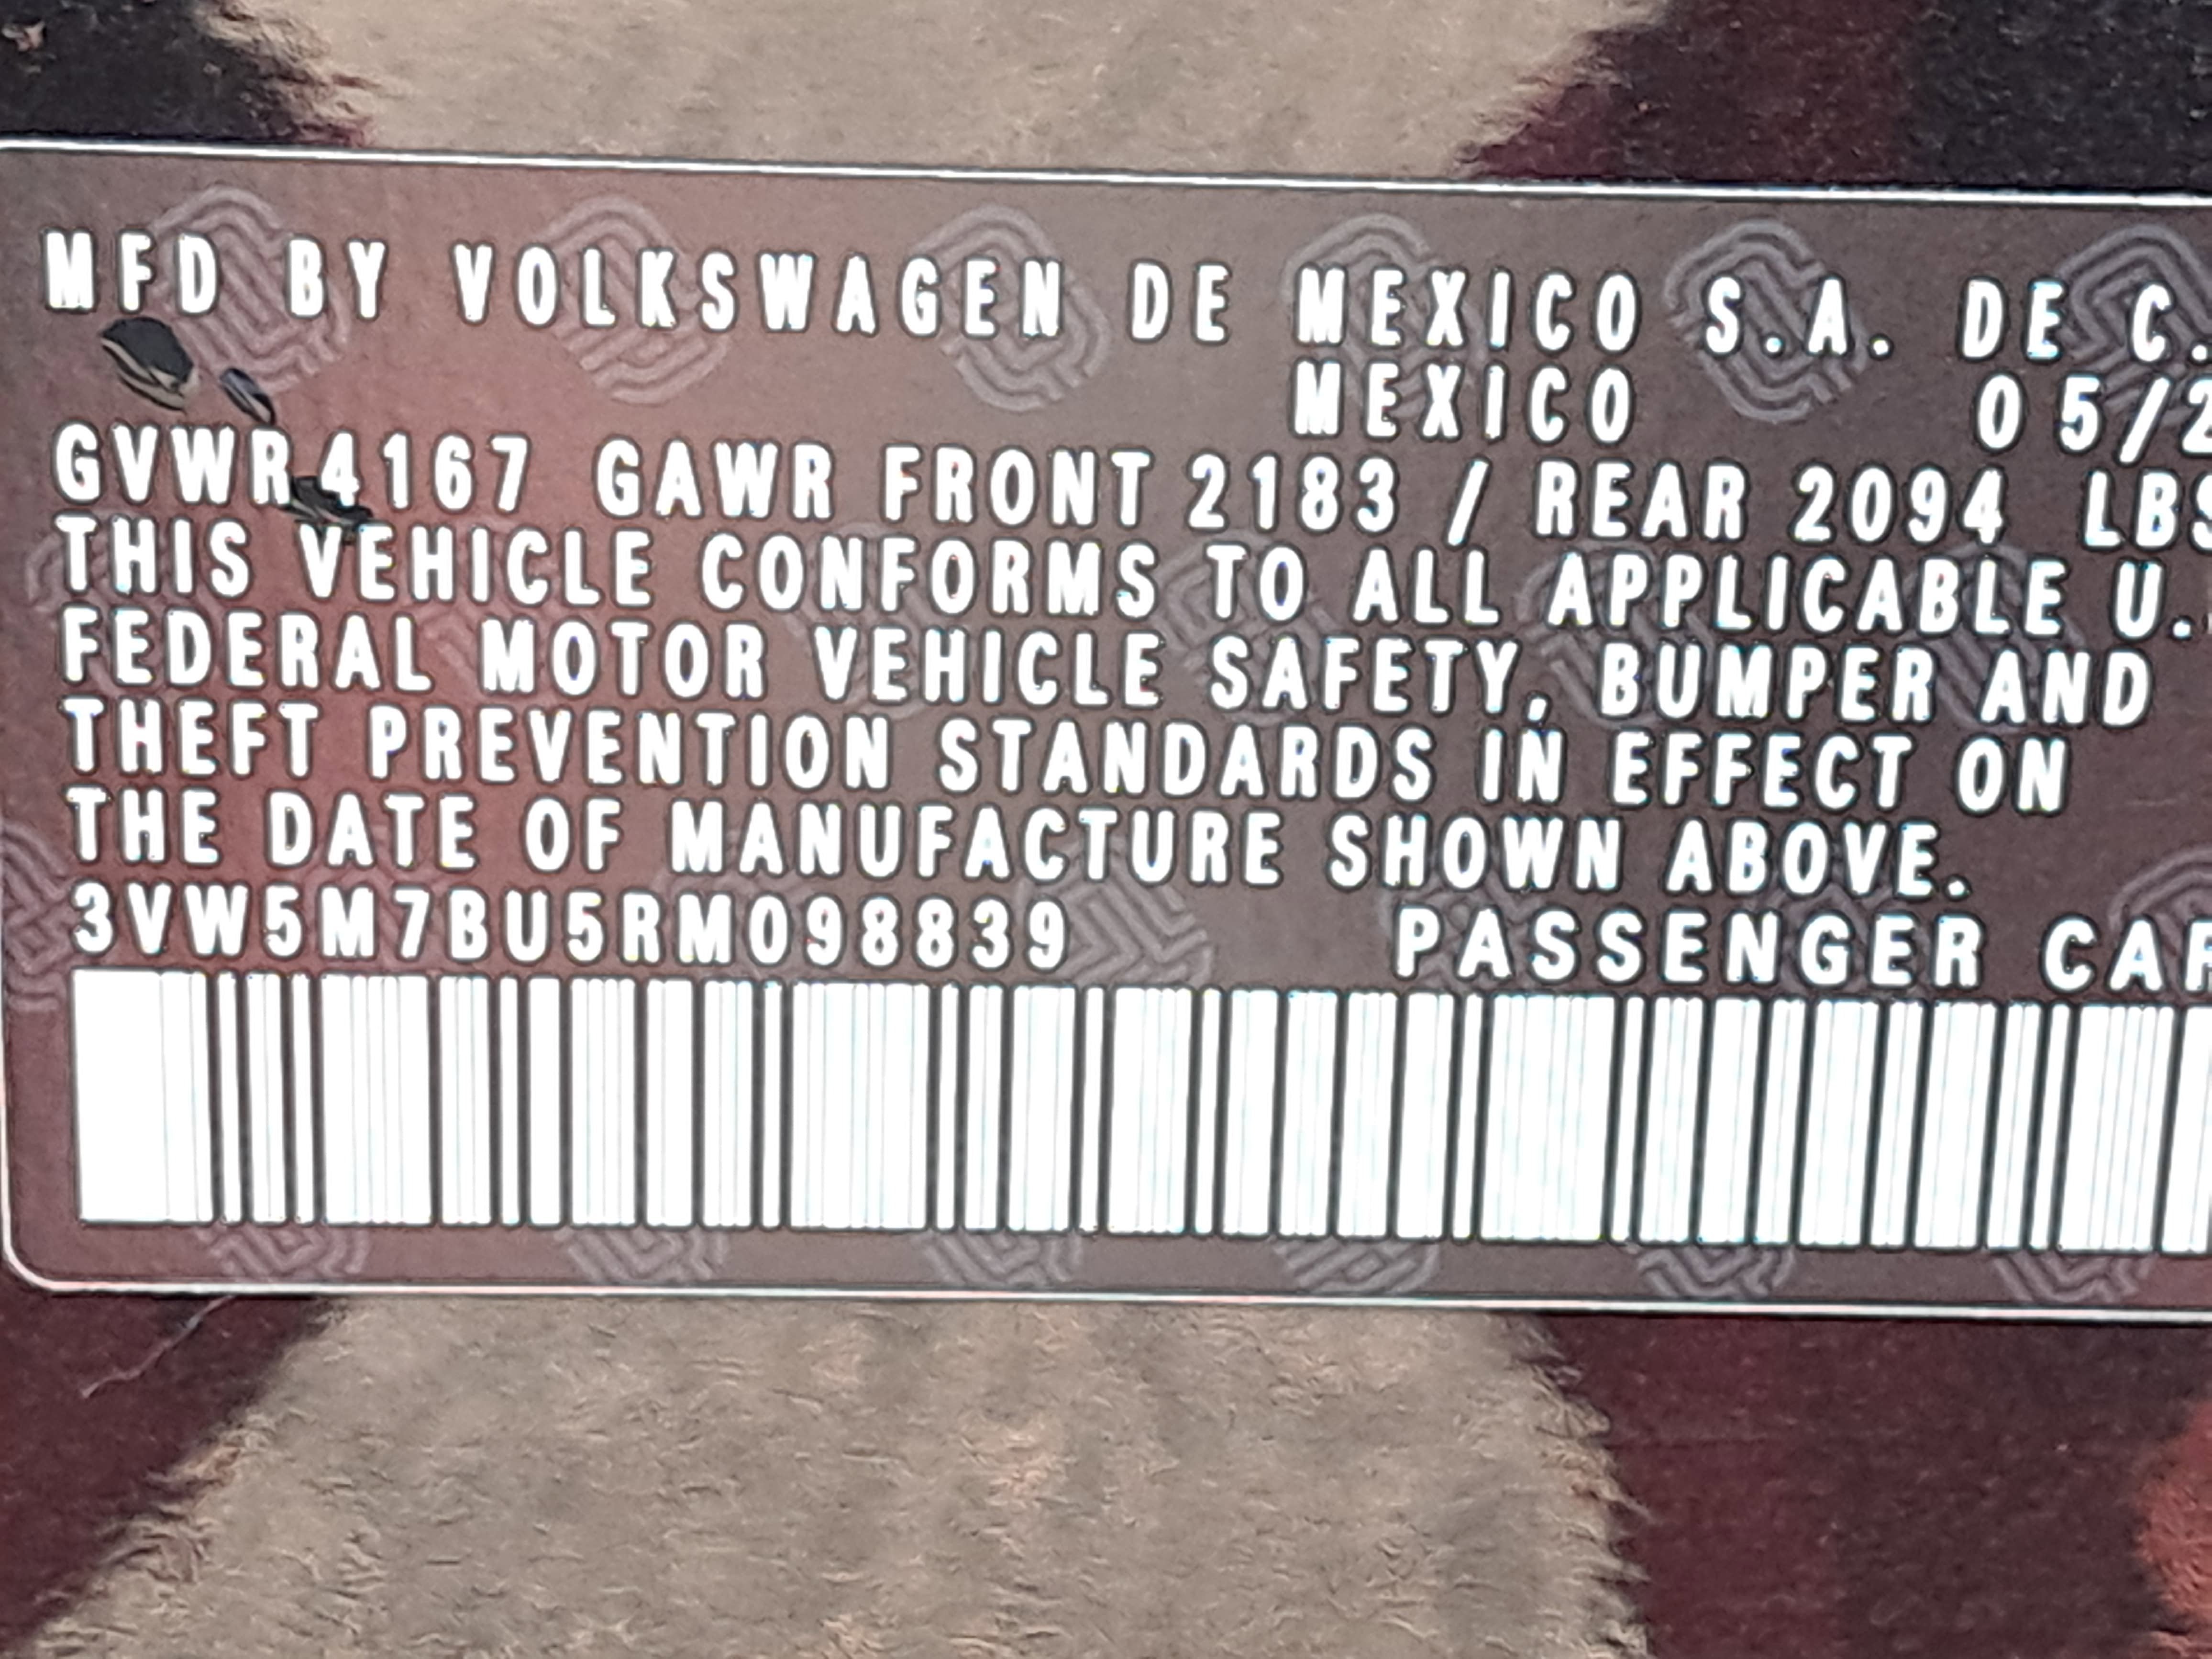 MFD BY VOLKSWAGEN DE MEXICO S.A. DE C.
MEXICO 05/2
GVWR 4167 GAWR FRONT 2183 / REAR 2094 LBS
THIS VEHICLE CONFORMS TO ALL APPLICABLE U.
FEDERAL MOTOR VEHICLE SAFETY, BUMPER AND
THEFT PREVENTION STANDARDS IN EFFECT ON
THE DATE OF MANUFACTURE SHOWN ABOVE.
3VW5M7BU5RM098839 PASSENGER CAR